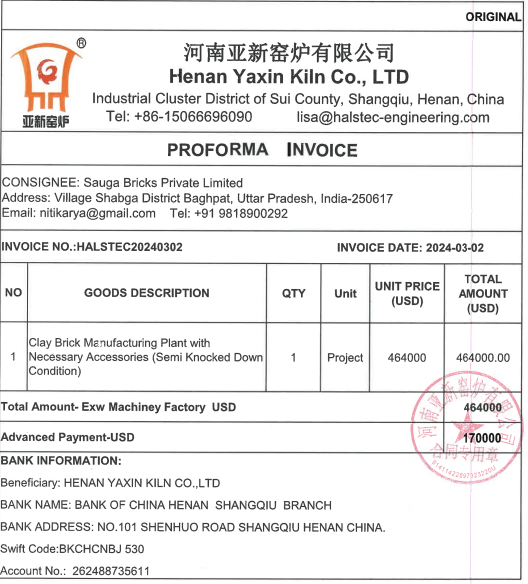 ORIGINAL
®
亚新窑炉
河南亚新窑炉有限公司
Henan Yaxin Kiln Co., LTD
Industrial Cluster District of Sui County, Shangqiu, Henan, China
Tel: +86-15066696090 lisa@halstec-engineering.com
PROFORMA INVOICE
CONSIGNEE: Sauga Bricks Private Limited
Address: Village Shabga District Baghpat, Uttar Pradesh, India-250617
Email: nitikarya@gmail.com Tel: +91 9818900292
INVOICE NO.:HALSTEC20240302 INVOICE DATE: 2024-03-02
NO GOODS DESCRIPTION QTY Unit UNIT PRICE (USD) TOTAL AMOUNT (USD)
1 Clay Brick Manufacturing Plant with Necessary Accessories (Semi Knocked Down Condition) 1 Project 464000 464000.00
Total Amount- Exw Machiney Factory USD 464000
Advanced Payment-USD 170000
河南亚新窑炉有限公司
合同专用章
BANK INFORMATION:
Beneficiary: HENAN YAXIN KILN CO.,LTD
BANK NAME: BANK OF CHINA HENAN SHANGQIU BRANCH
BANK ADDRESS: NO.101 SHENHUO ROAD SHANGQIU HENAN CHINA.
Swift Code:BKCHCNBJ 530
Account No.: 262488735611